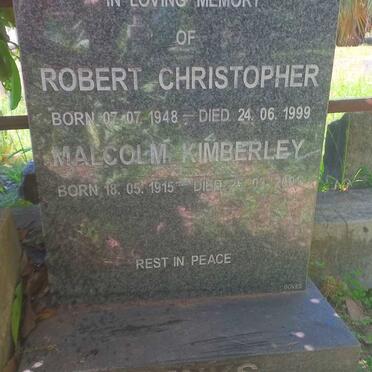 IN LOVING MEMORY
OF
ROBERT CHRISTOPHER
BORN 07. 07. 1948 — DIED 24. 06. 1999
MALCOLM KIMBERLEY
BORN 18. 05. 1915 — DIED
REST IN PEACE